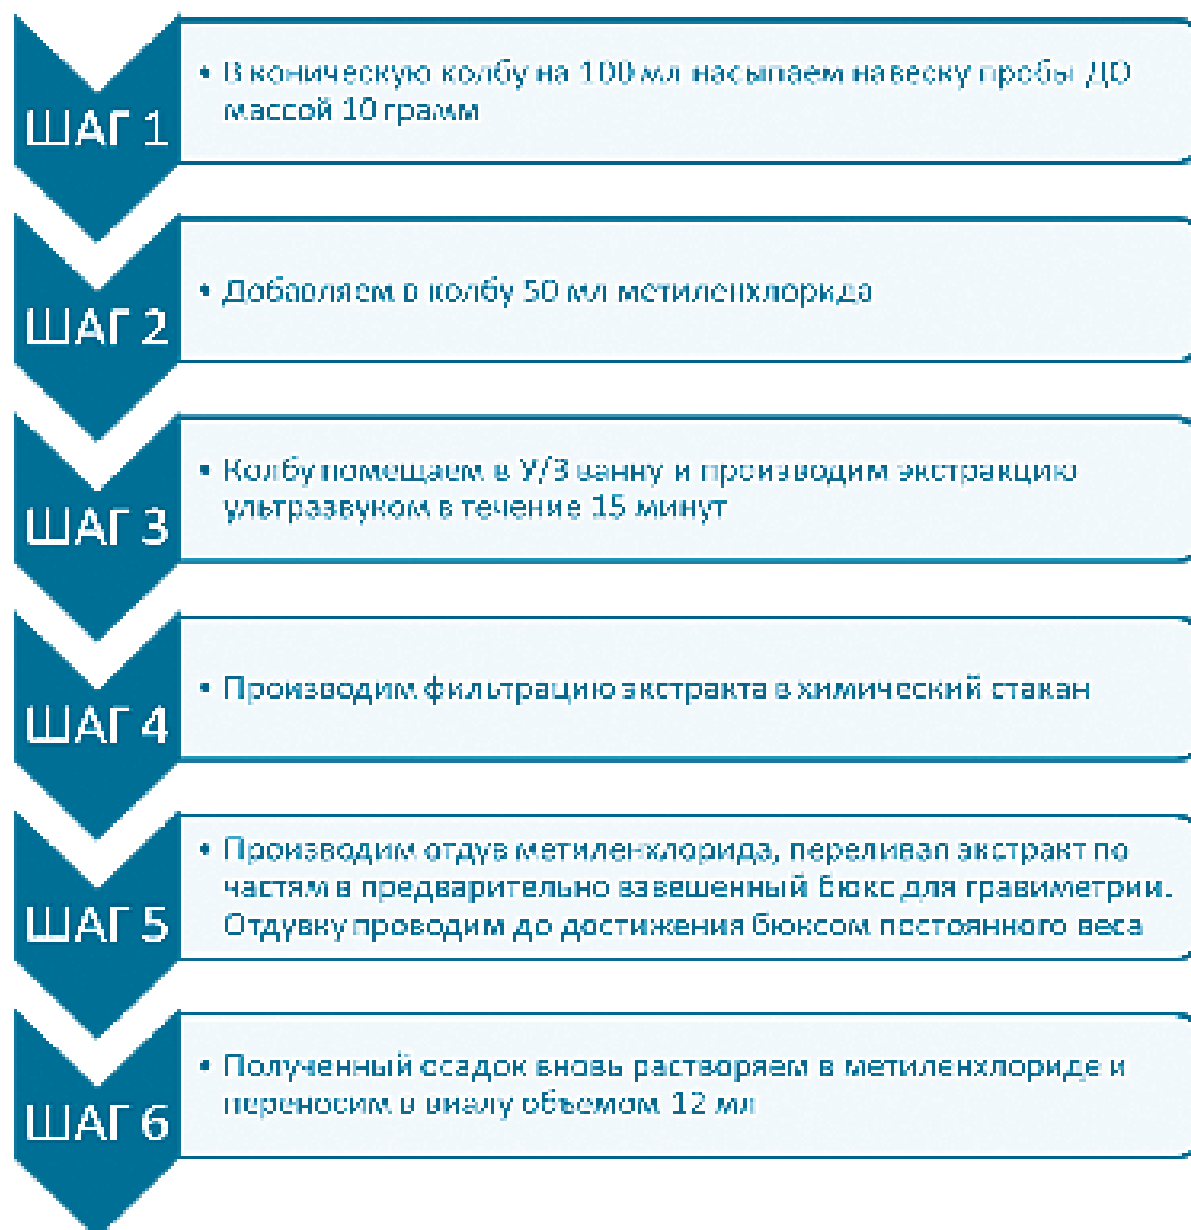 ШАГ 1
• В коническую колбу на 100 мл насыпаем навеску пробы ДО
массой 10 грамм
ШАГ 2
• Добавляем в колбу 50 мл метиленхлорида
ШАГ 3
• Колбу помещаем в У/З ванну и производим экстракцию
ультразвуком в течение 15 минут
ШАГ 4
• Производим фильтрацию экстракта в химический стакан
ШАГ 5
• Производим отдув метиленхлорида, переливая экстракт по
частям в предварительно взвешенный бюкс для гравиметрии.
Отдувку проводим до достижения бюксом постоянного веса
ШАГ 6
• Полученный осадок вновь растворяем в метиленхлориде и
переносим в виалу объемом 12 мл